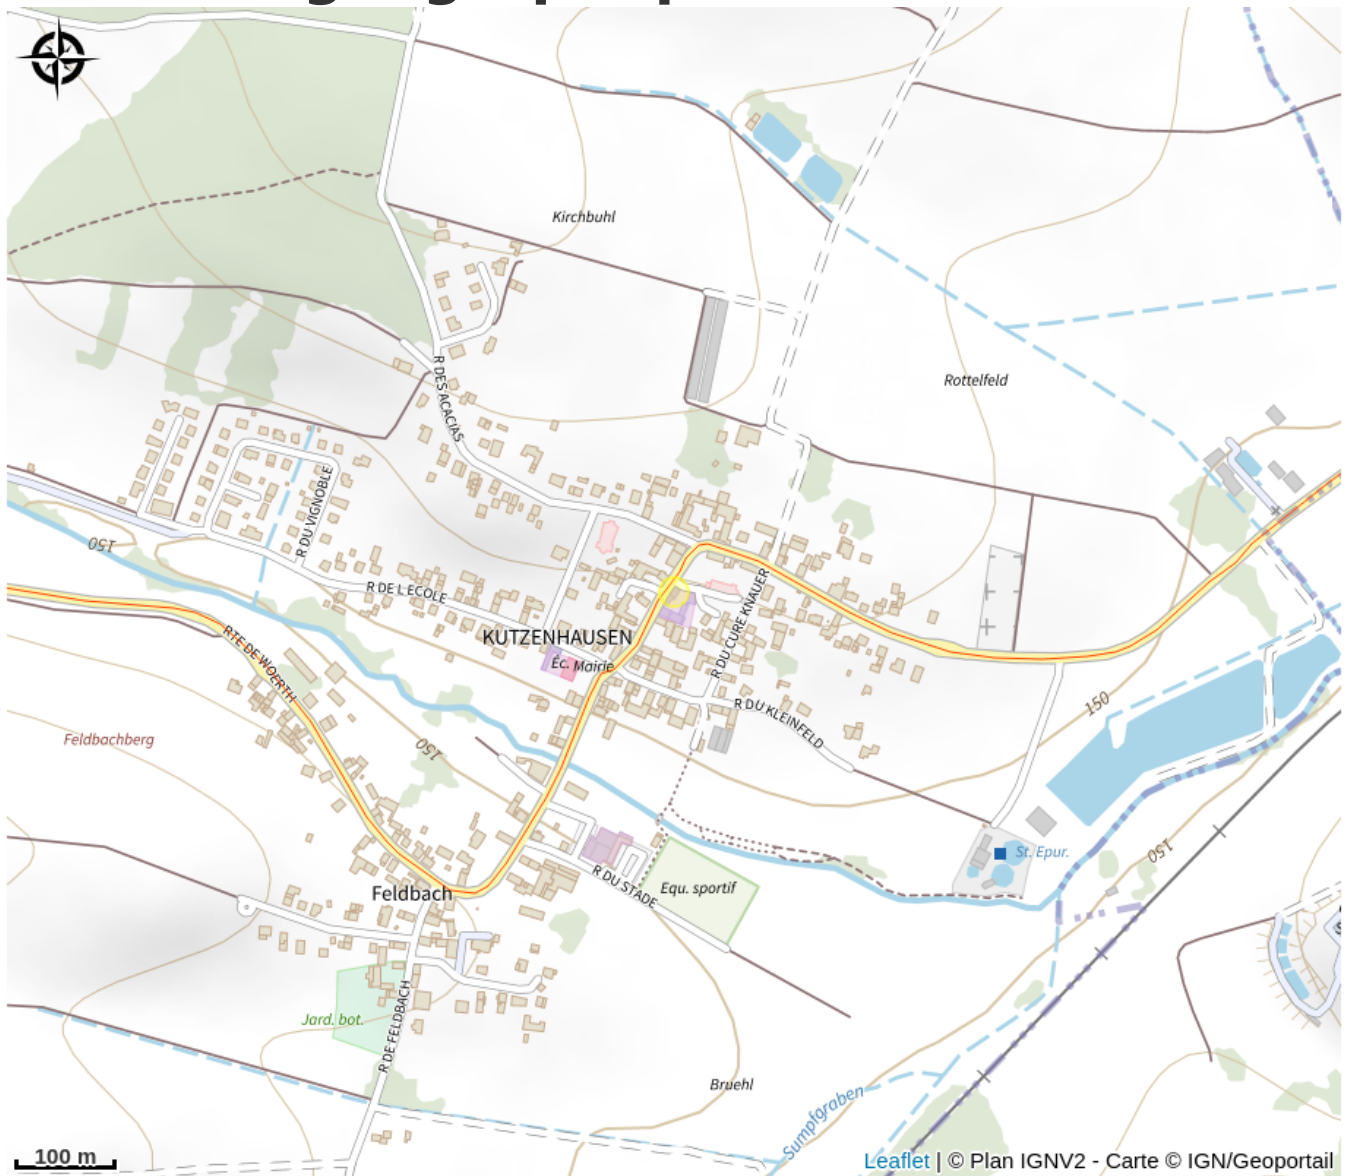 Kirchbuhl
Rottelfeld
R DES ACACIAS
R DU VIGNOBLE
150
R DE L ECOLE
KUTZENHAUSEN
Éc. Mairie
R DU CURE KNAUER
RTE DE WOERTH
R DU KLEINFELD
150
Feldbachberg
150
150
St. Epur.
Feldbach
R DU STADE
Equ. sportif
Jard. bot.
R DE FELDBACH
Bruehl
Sumpfgraben
100 m
Leaflet | © Plan IGNV2 - Carte © IGN/Geoportail